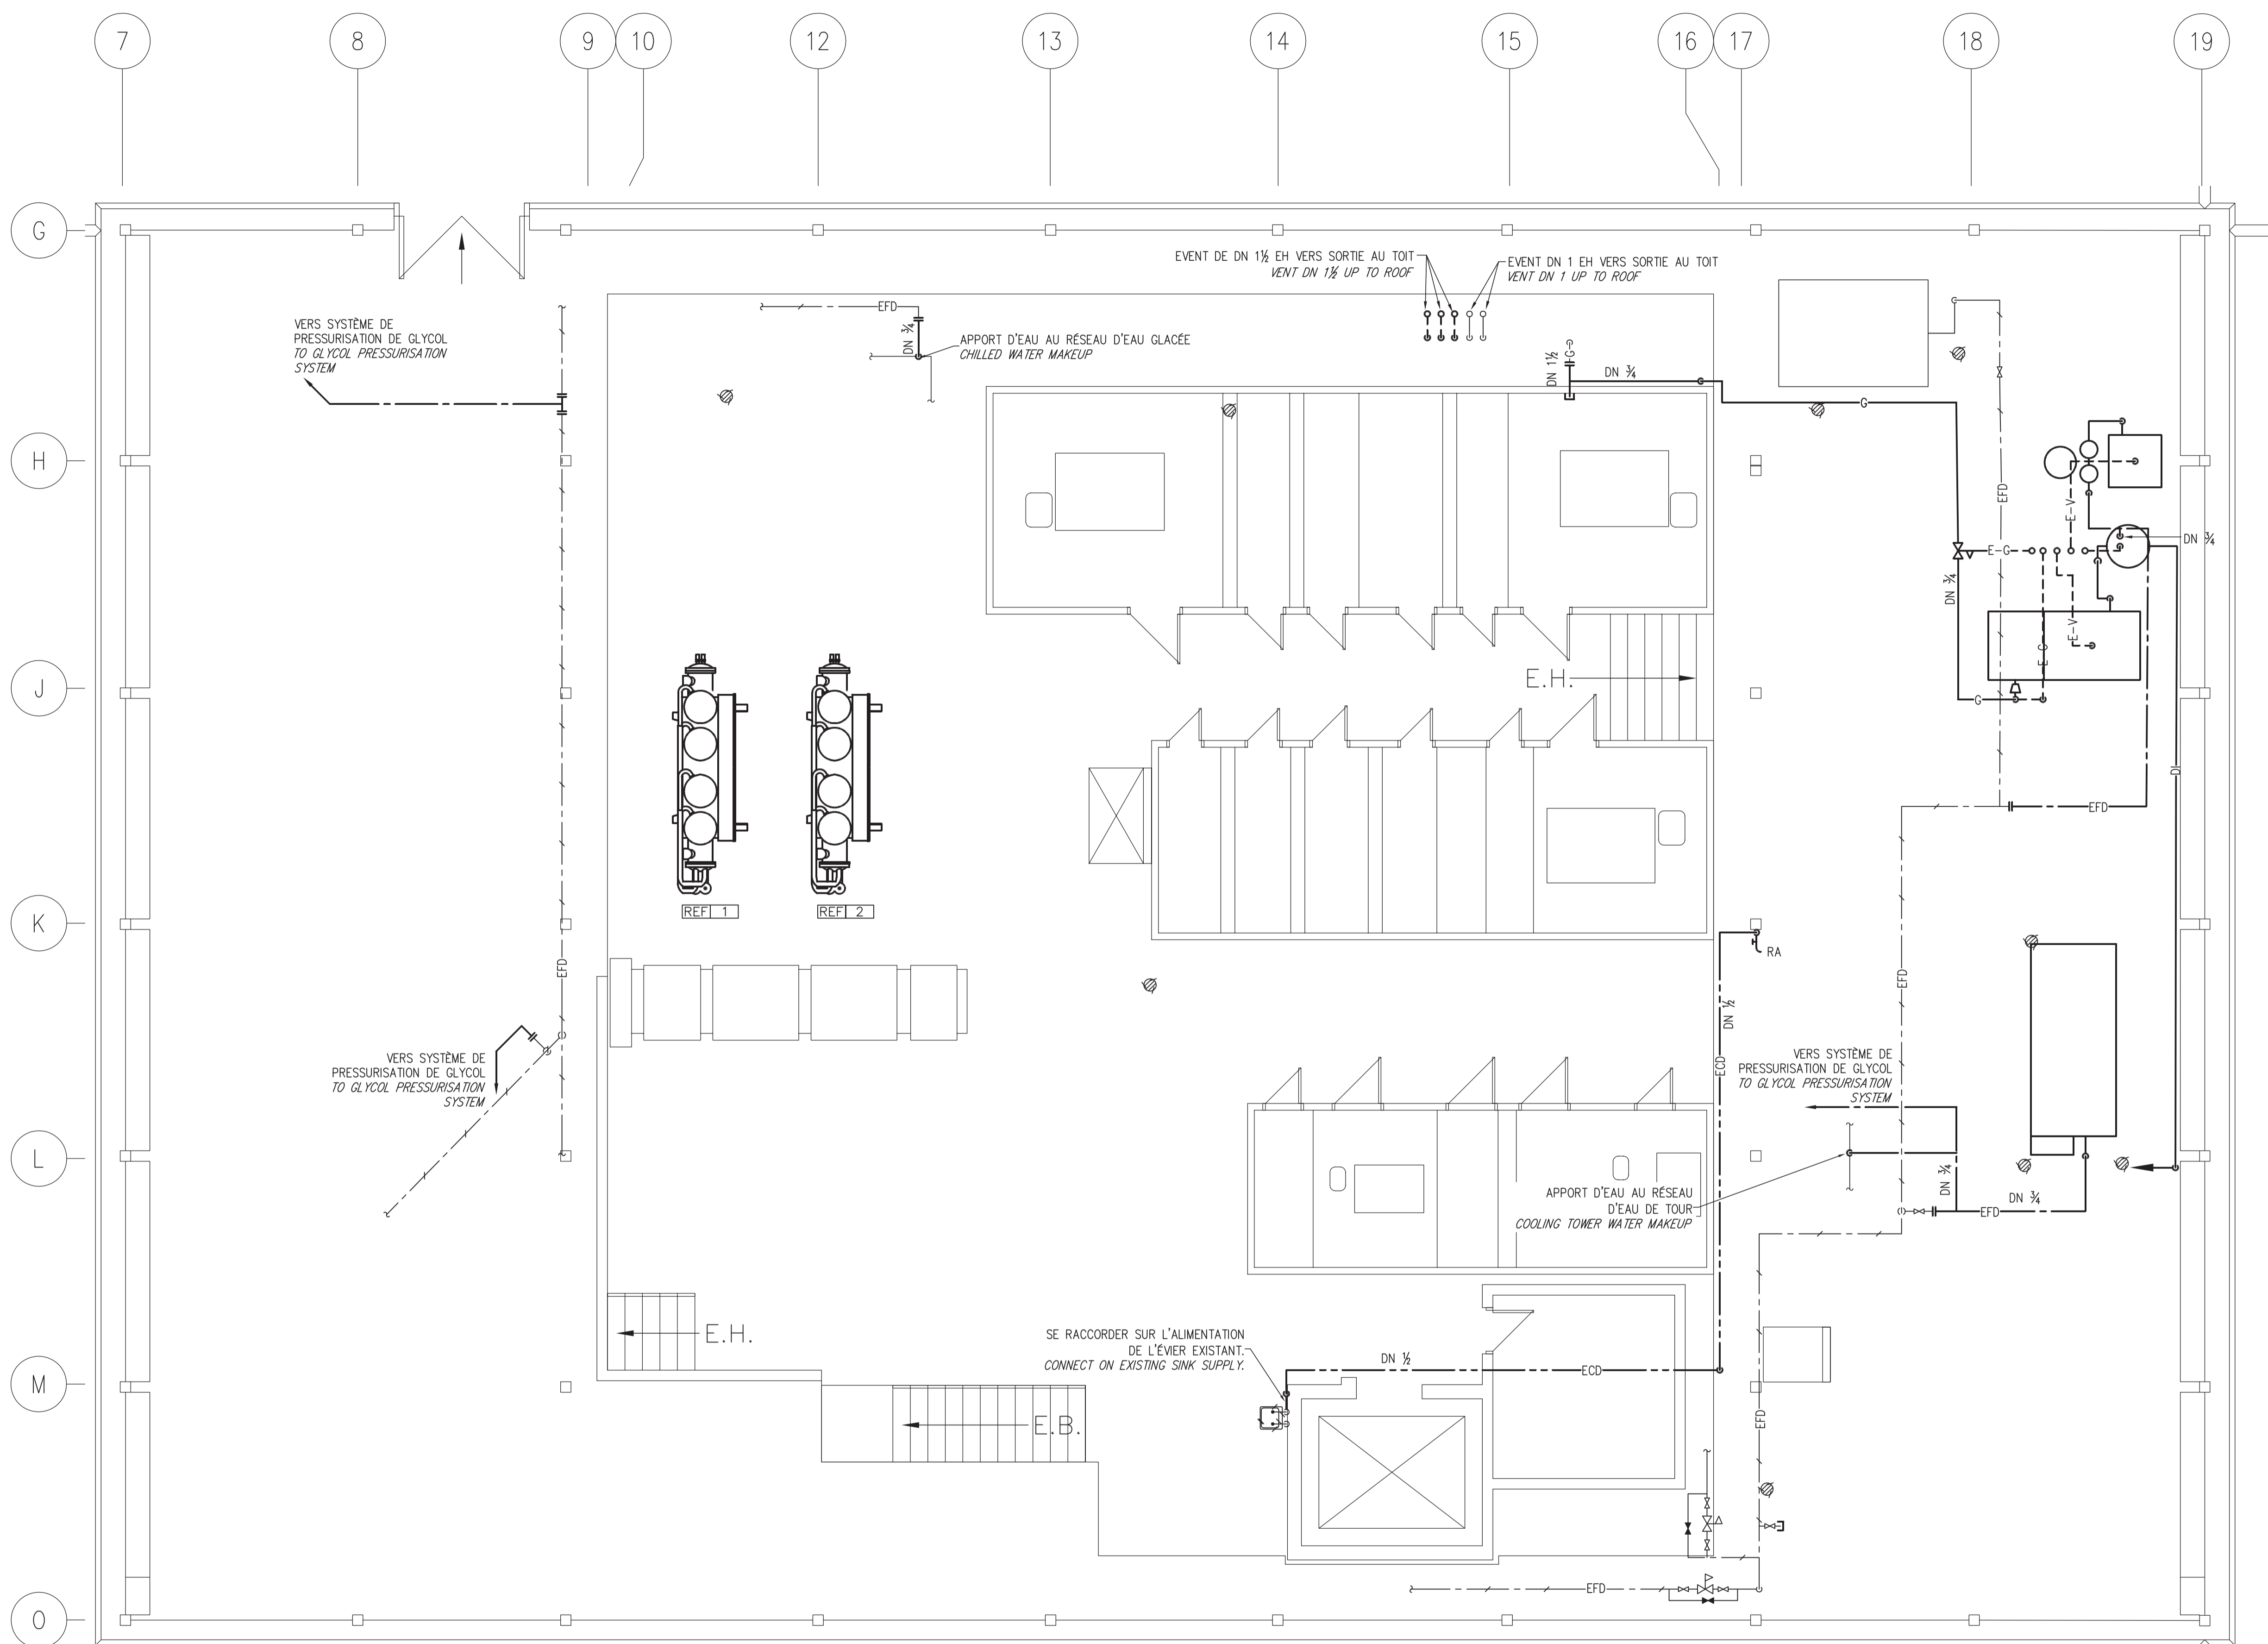 7 8 9 10 12 13 14 15 16 17 18 19
G
EVENT DE DN 1½ EH VERS SORTIE AU TOIT
VENT DN 1½ UP TO ROOF
EVENT DN 1 EH VERS SORTIE AU TOIT
VENT DN 1 UP TO ROOF
EFD
DN ¾
VERS SYSTÈME DE
PRESSURISATION DE GLYCOL
TO GLYCOL PRESSURISATION
SYSTEM
APPORT D'EAU AU RÉSEAU D'EAU GLACÉE
CHILLED WATER MAKEUP
G
DN 1½
DN ¾
G
H
EFD
E-V
DN ¾
E-G
DN ¾
E-V
E-G
J
E.H.
G
DI
EFD
REF 1
REF 2
K
RA
EFD
EFD
DN ½
ECD
VERS SYSTÈME DE
PRESSURISATION DE GLYCOL
TO GLYCOL PRESSURISATION
SYSTEM
VERS SYSTÈME DE
PRESSURISATION DE GLYCOL
TO GLYCOL PRESSURISATION
SYSTEM
L
DN ¾
DN ¾
EFD
APPORT D'EAU AU RÉSEAU
D'EAU DE TOUR
COOLING TOWER WATER MAKEUP
E.H.
SE RACCORDER SUR L'ALIMENTATION
DE L'ÉVIER EXISTANT.
CONNECT ON EXISTING SINK SUPPLY.
DN ½
ECD
M
E.B.
EFD
EFD
O